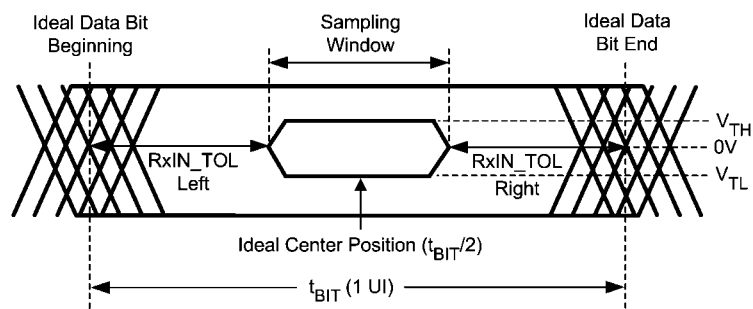 Ideal Data Bit
Beginning
Sampling
Window
Ideal Data
Bit End
V_TH
0V
V_TL
RxIN_TOL
Left
RxIN_TOL
Right
Ideal Center Position (t_BIT/2)
t_BIT (1 UI)